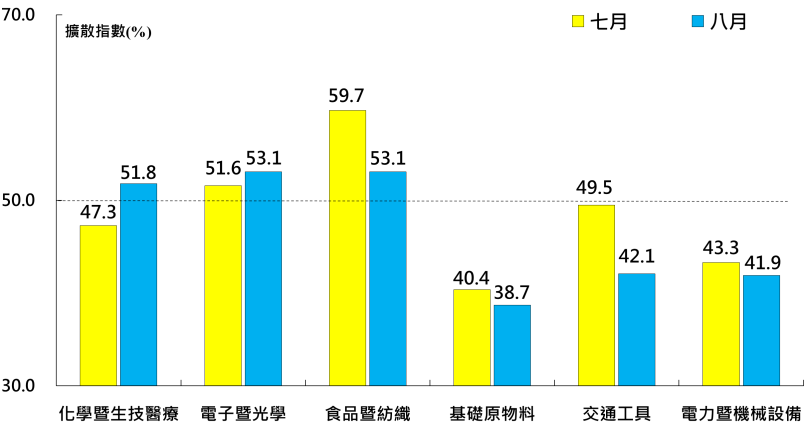 70.0
擴散指數(%)
七月 八月
59.7
51.8 51.6 53.1 53.1
50.0
47.3 49.5
40.4 38.7 42.1 43.3 41.9
30.0
化學暨生技醫療 電子暨光學 食品暨紡織 基礎原物料 交通工具 電力暨機械設備